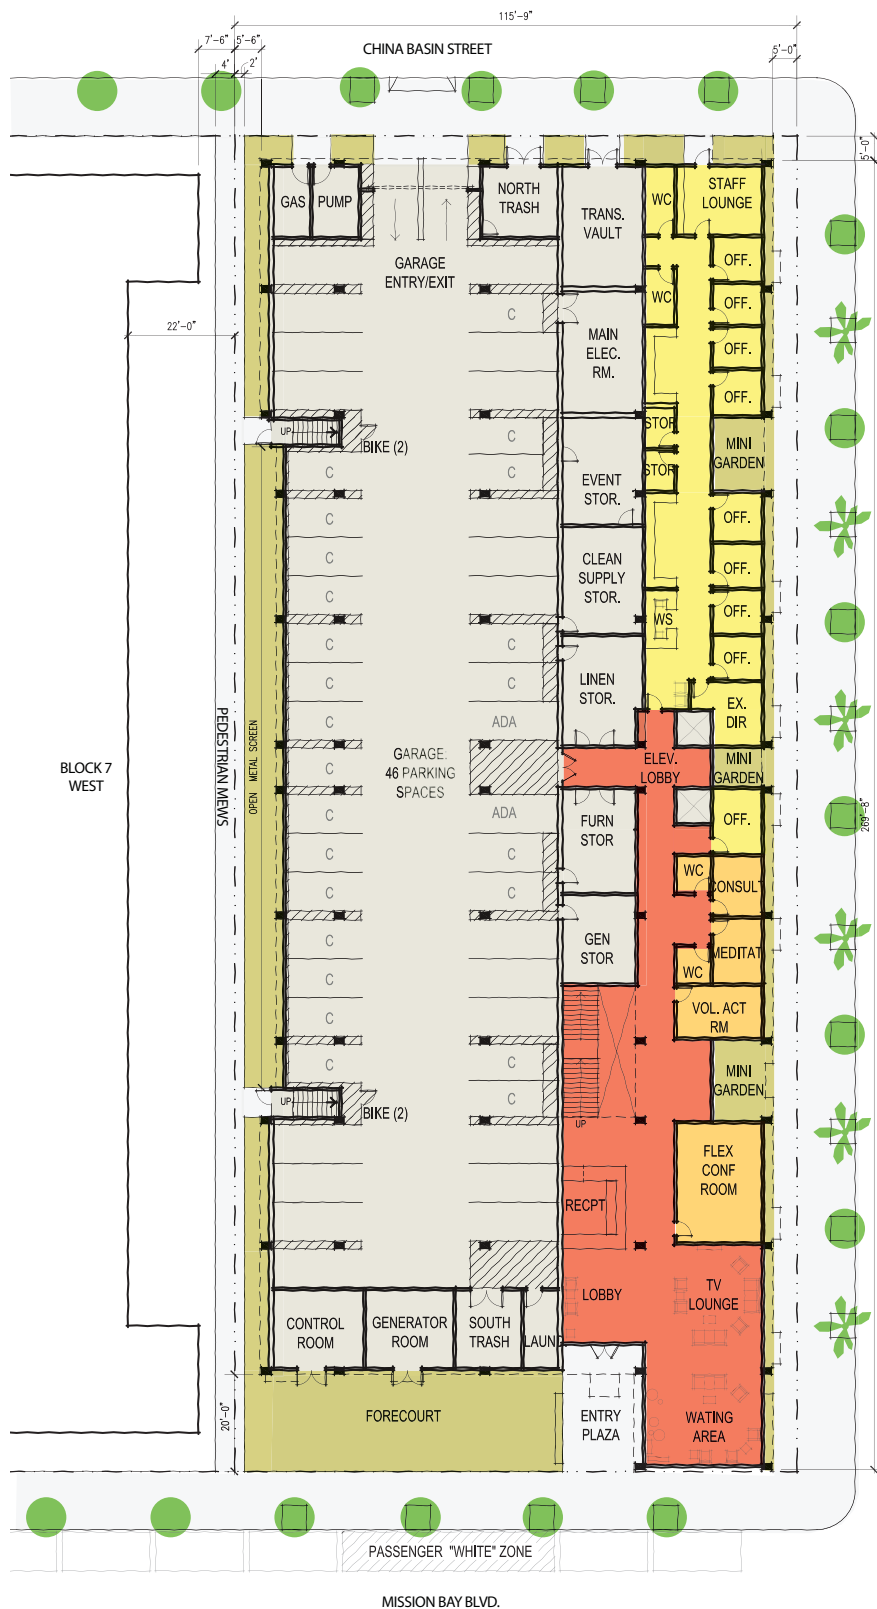 115'-9"
7'-6"
5'-6"
CHINA BASIN STREET
5'-0"
4'
2'
5'-0"
GAS
PUMP
NORTH
TRASH
TRANS.
VAULT
WC
STAFF
LOUNGE
GARAGE
ENTRY/EXIT
OFF.
WC
OFF.
C
22'-0"
MAIN
ELEC.
RM.
OFF.
OFF.
UP
BIKE (2)
C
STOR
MINI
GARDEN
C
C
EVENT
STOR.
STOR
C
OFF.
C
CLEAN
SUPPLY
STOR.
OFF.
C
WS
OFF.
C
C
OFF.
C
C
LINEN
STOR.
EX.
DIR
C
ADA
PEDESTRIAN MEWS
OPEN METAL SCREEN
BLOCK 7
WEST
C
GARAGE.
46 PARKING
SPACES
ELEV.
LOBBY
MINI
GARDEN
C
ADA
FURN
STOR
OFF.
269'-8"
C
C
C
C
WC
CONSULT
C
GEN
STOR
MEDITAT
C
WC
C
VOL. ACT
RM
C
C
MINI
GARDEN
UP
BIKE (2)
C
UP
FLEX
CONF
ROOM
RECPT
LOBBY
TV
LOUNGE
CONTROL
ROOM
GENERATOR
ROOM
SOUTH
TRASH
LAUND
20'-0"
FORECOURT
ENTRY
PLAZA
WATING
AREA
PASSENGER "WHITE" ZONE
MISSION BAY BLVD.